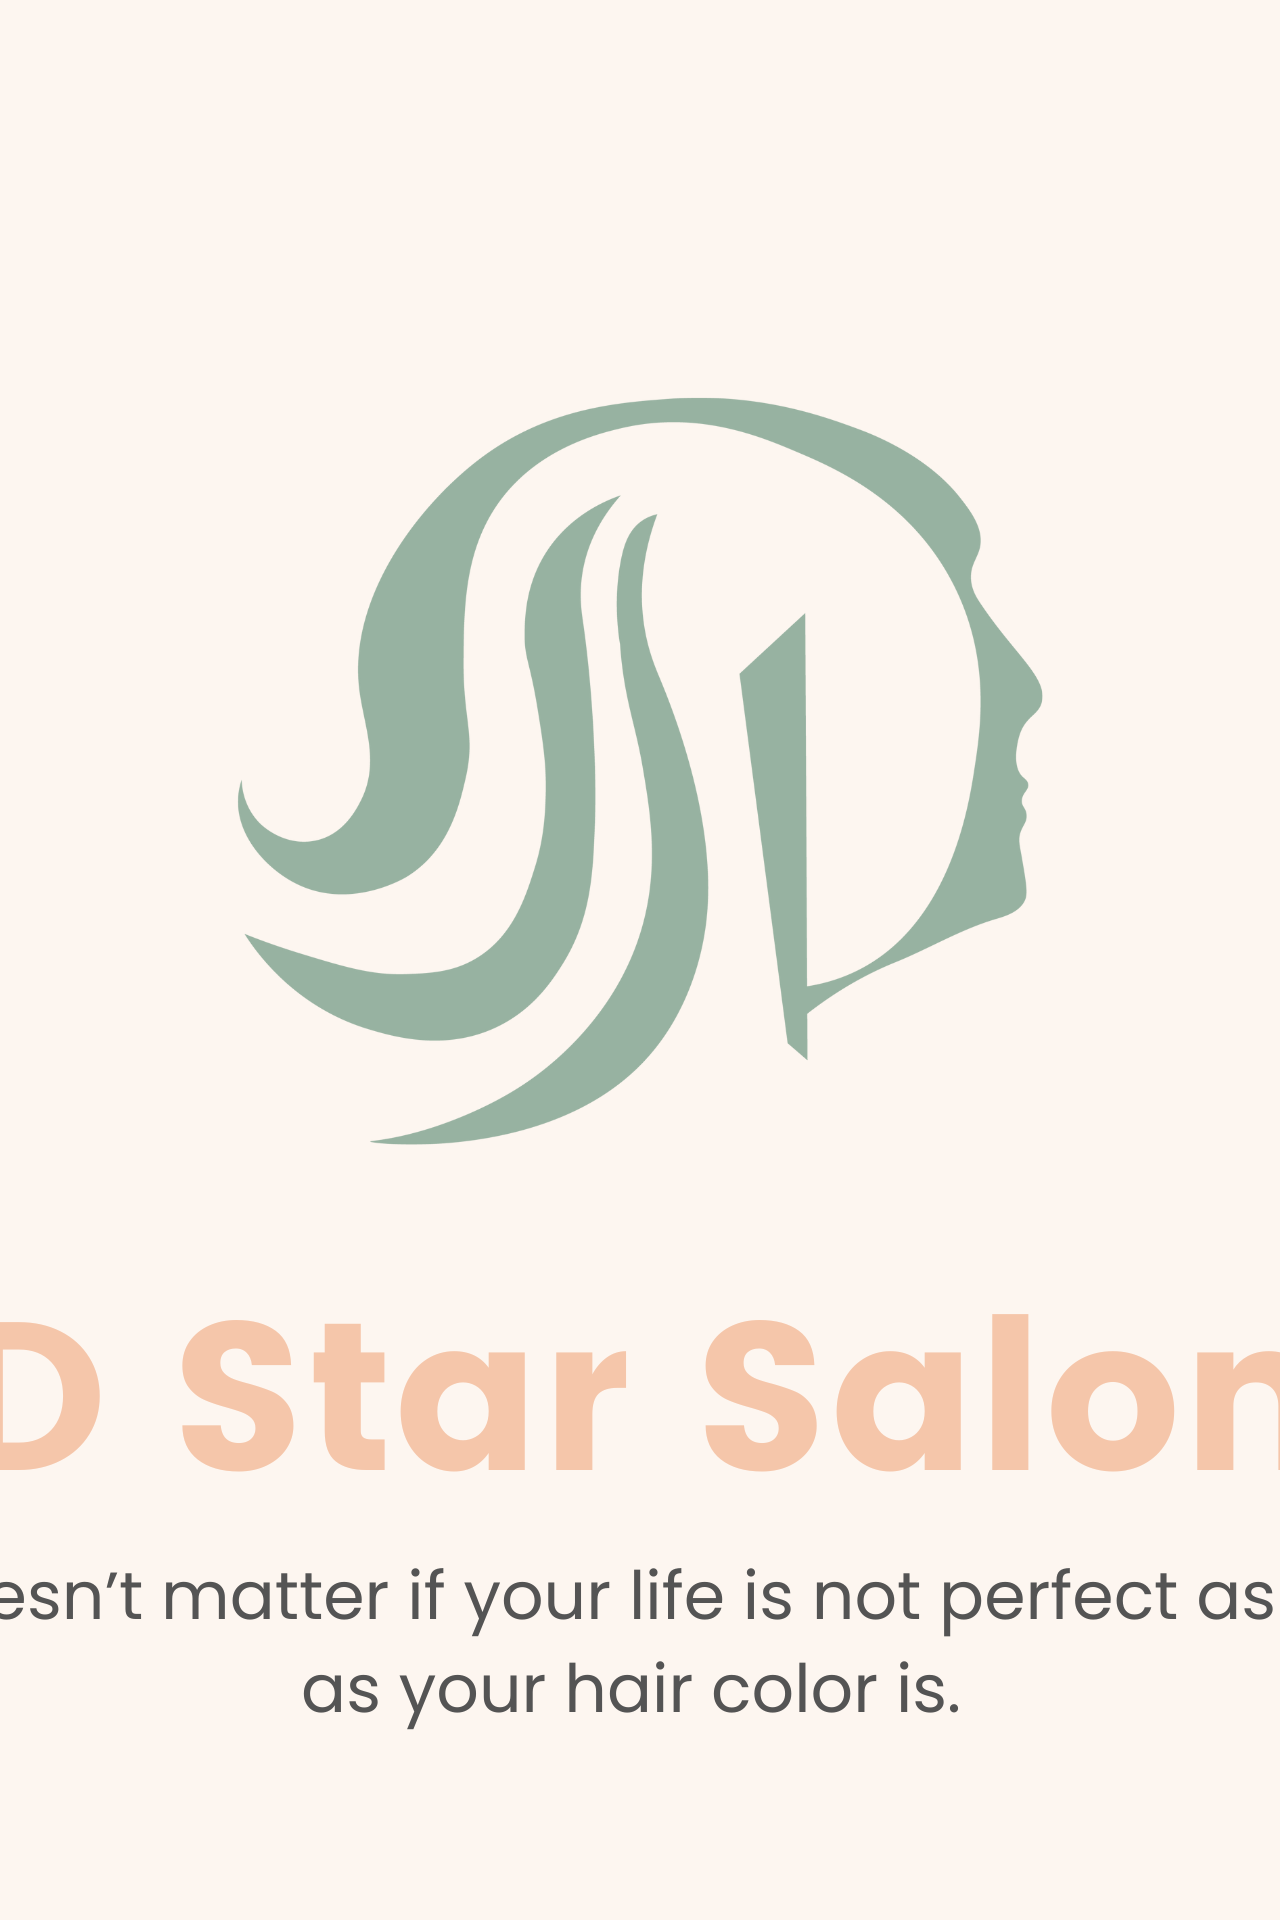 D Star Salon
esn’t matter if your life is not perfect as
as your hair color is.